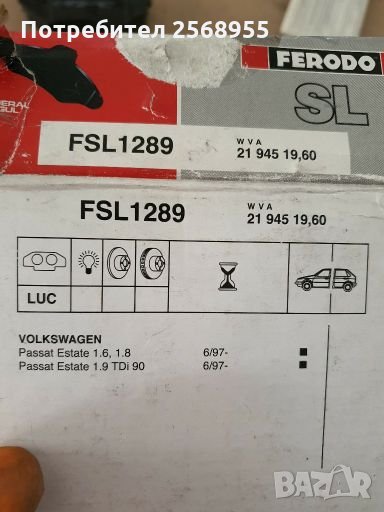 Потребител 2568955
FERODO
SL
FSL1289
W V A
21 945 19,60
FSL1289
W V A
21 945 19,60
LUC
VOLKSWAGEN
Passat Estate 1.6, 1.8 6/97- ■
Passat Estate 1.9 TDi 90 6/97- ■
BAZAR